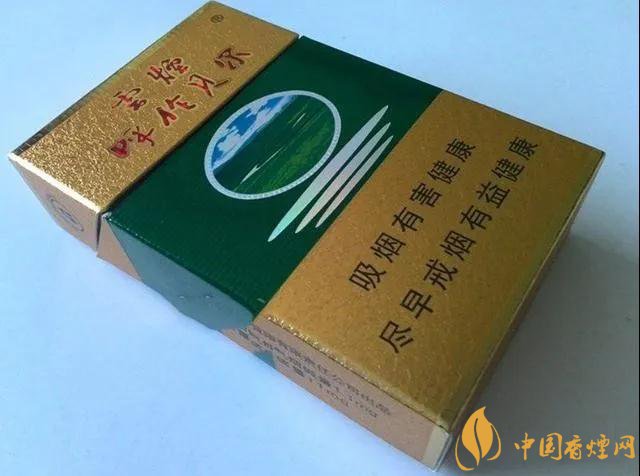 雲烟®
呼伦贝尔
吸烟有害健康
尽早戒烟有益健康
中国香烟网